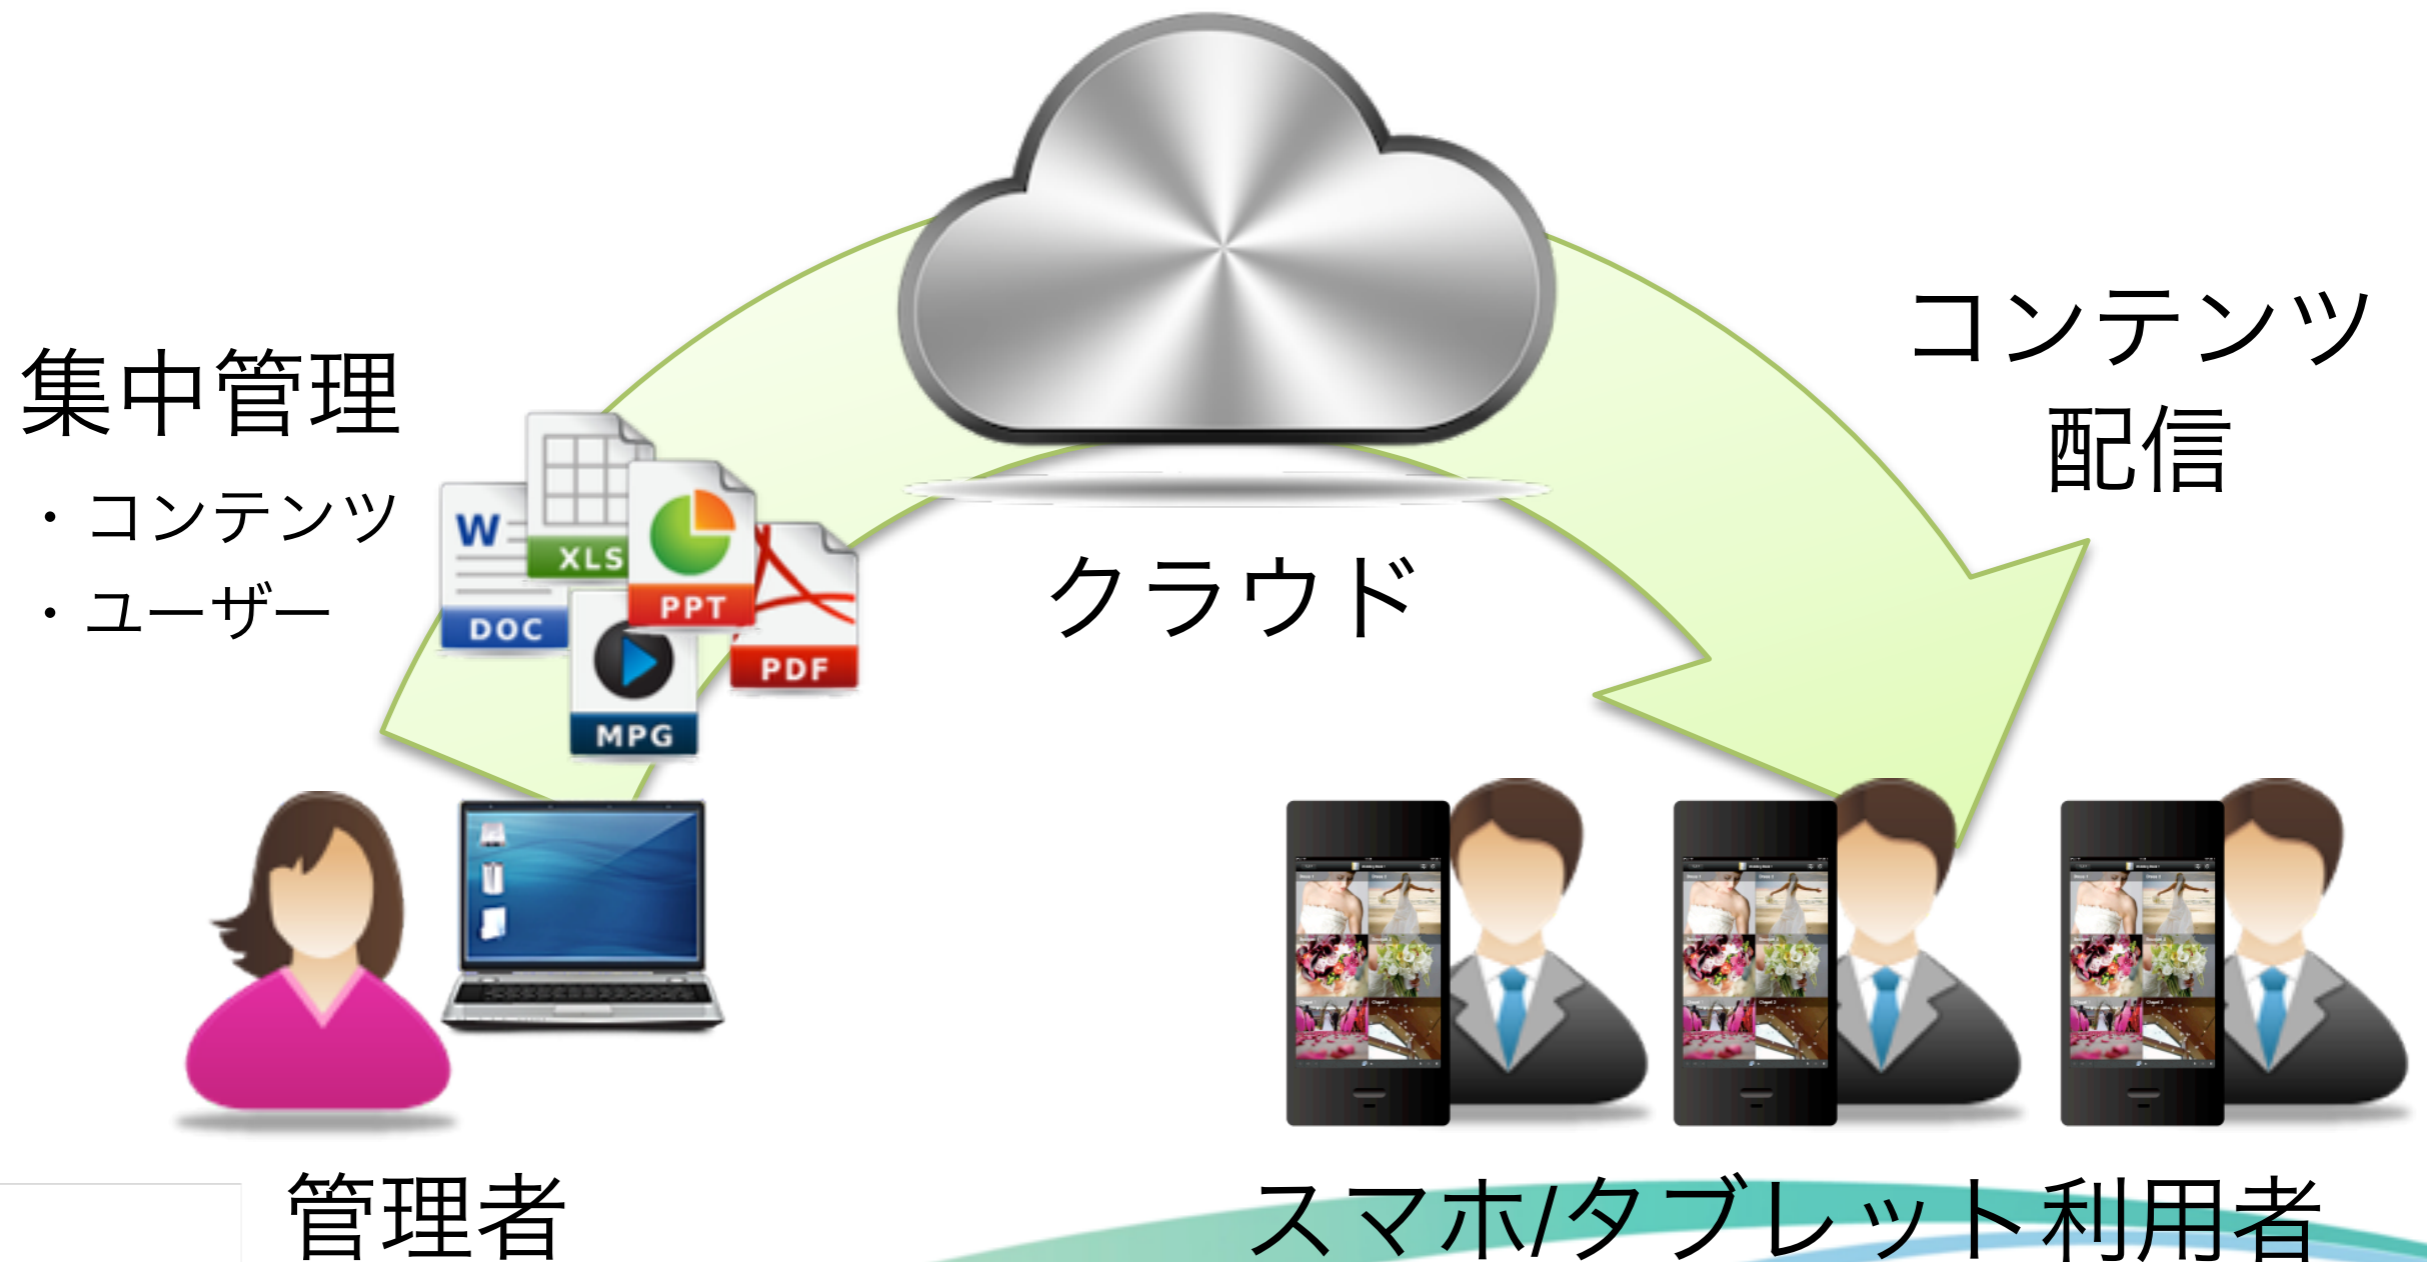 集中管理
・コンテンツ
・ユーザー
W
DOC
XLS
PPT
PDF
MPG
クラウド
コンテンツ
配信
管理者
スマホ/タブレット利用者